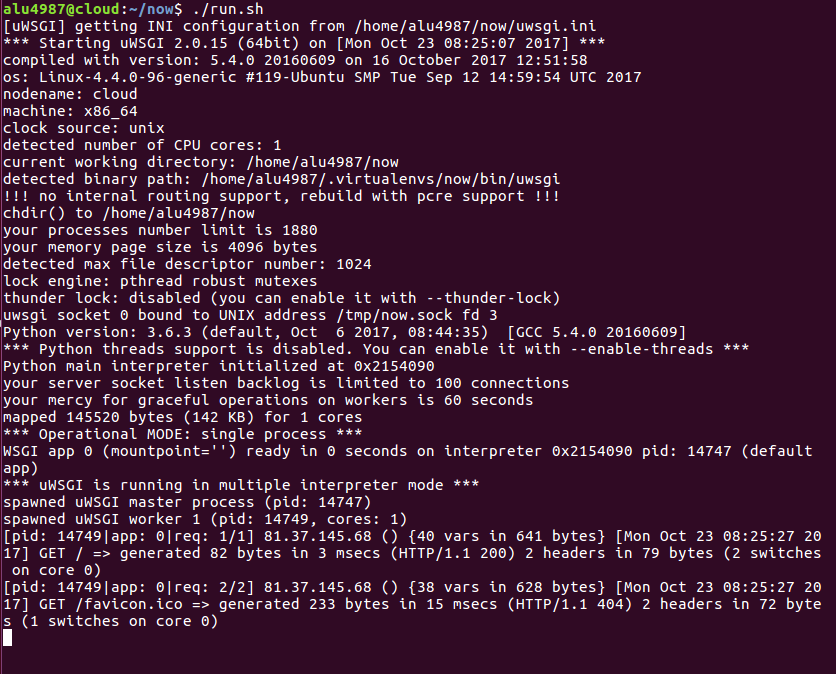 alu4987@cloud:~/now$ ./run.sh
[uWSGI] getting INI configuration from /home/alu4987/now/uwsgi.ini
*** Starting uWSGI 2.0.15 (64bit) on [Mon Oct 23 08:25:07 2017] ***
compiled with version: 5.4.0 20160609 on 16 October 2017 12:51:58
os: Linux-4.4.0-96-generic #119-Ubuntu SMP Tue Sep 12 14:59:54 UTC 2017
nodename: cloud
machine: x86_64
clock source: unix
detected number of CPU cores: 1
current working directory: /home/alu4987/now
detected binary path: /home/alu4987/.virtualenvs/now/bin/uwsgi
!!! no internal routing support, rebuild with pcre support !!!
chdir() to /home/alu4987/now
your processes number limit is 1880
your memory page size is 4096 bytes
detected max file descriptor number: 1024
lock engine: pthread robust mutexes
thunder lock: disabled (you can enable it with --thunder-lock)
uwsgi socket 0 bound to UNIX address /tmp/now.sock fd 3
Python version: 3.6.3 (default, Oct  6 2017, 08:44:35)  [GCC 5.4.0 20160609]
*** Python threads support is disabled. You can enable it with --enable-threads ***
Python main interpreter initialized at 0x2154090
your server socket listen backlog is limited to 100 connections
your mercy for graceful operations on workers is 60 seconds
mapped 145520 bytes (142 KB) for 1 cores
*** Operational MODE: single process ***
WSGI app 0 (mountpoint='') ready in 0 seconds on interpreter 0x2154090 pid: 14747 (default
app)
*** uWSGI is running in multiple interpreter mode ***
spawned uWSGI master process (pid: 14747)
spawned uWSGI worker 1 (pid: 14749, cores: 1)
[pid: 14749|app: 0|req: 1/1] 81.37.145.68 () {40 vars in 641 bytes} [Mon Oct 23 08:25:27 20
17] GET / => generated 82 bytes in 3 msecs (HTTP/1.1 200) 2 headers in 79 bytes (2 switches
 on core 0)
[pid: 14749|app: 0|req: 2/2] 81.37.145.68 () {38 vars in 628 bytes} [Mon Oct 23 08:25:27 20
17] GET /favicon.ico => generated 233 bytes in 15 msecs (HTTP/1.1 404) 2 headers in 72 byte
s (1 switches on core 0)